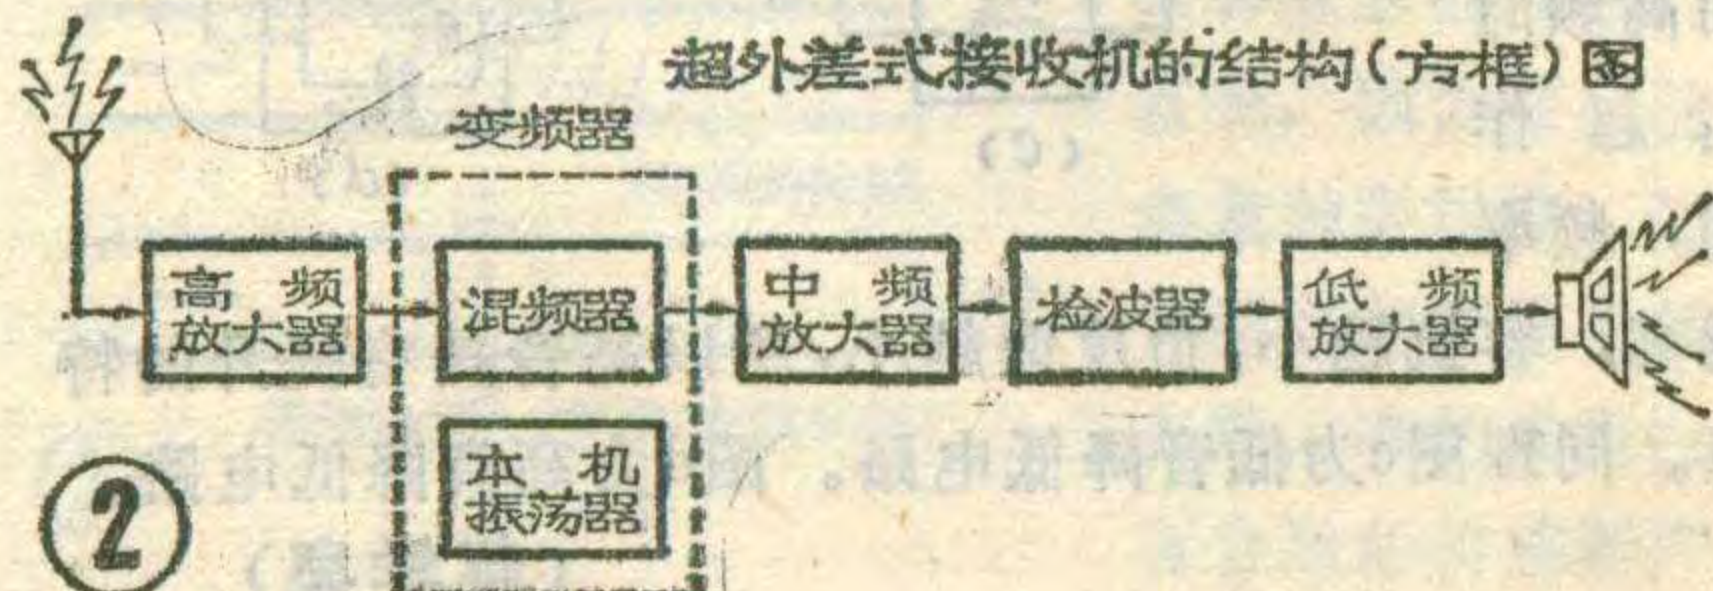 超外差式接收机的结构(方框)图
变频器
高频
放大器
混频器
中频
放大器
检波器
低频
放大器
本机
振荡器
2